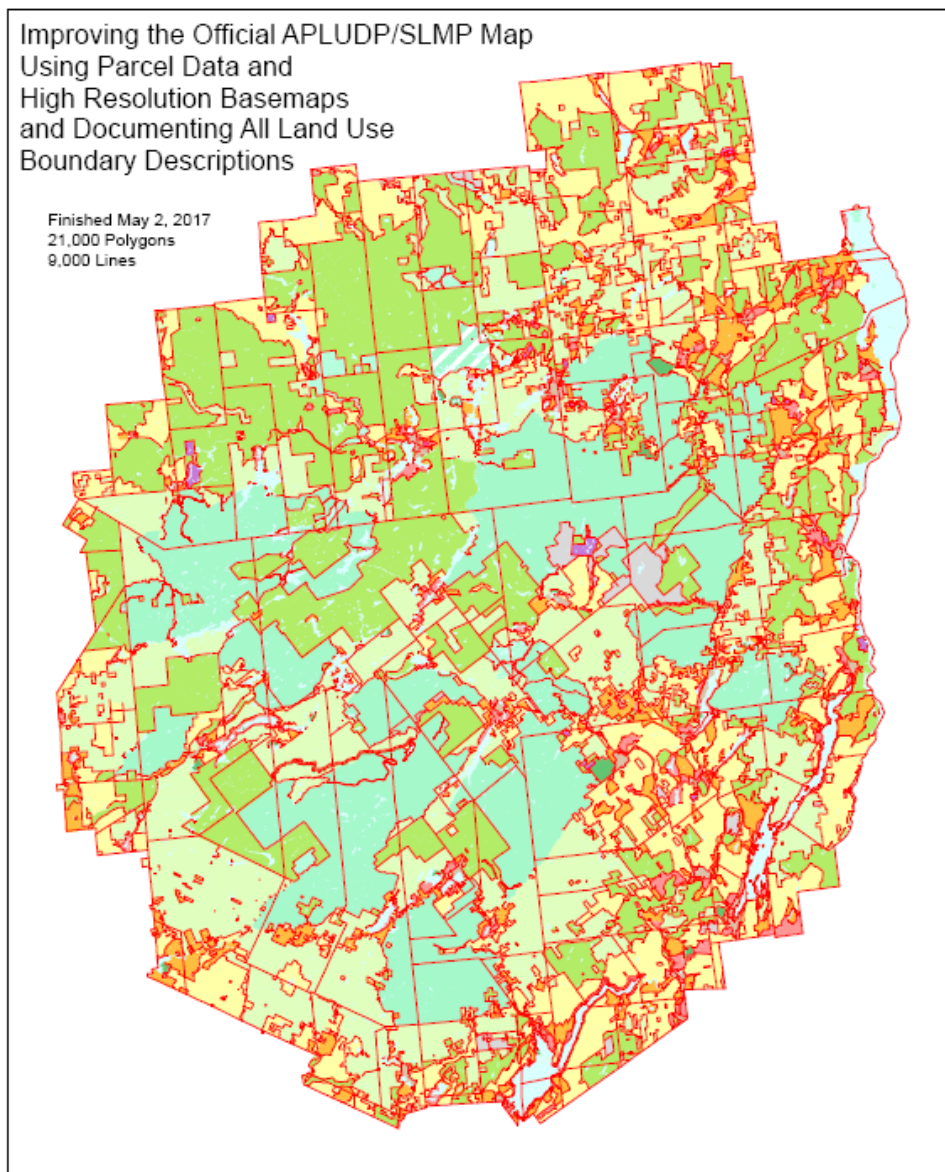 Improving the Official APLUDP/SLMP Map
Using Parcel Data and
High Resolution Basemaps
and Documenting All Land Use
Boundary Descriptions
Finished May 2, 2017
21,000 Polygons
9,000 Lines